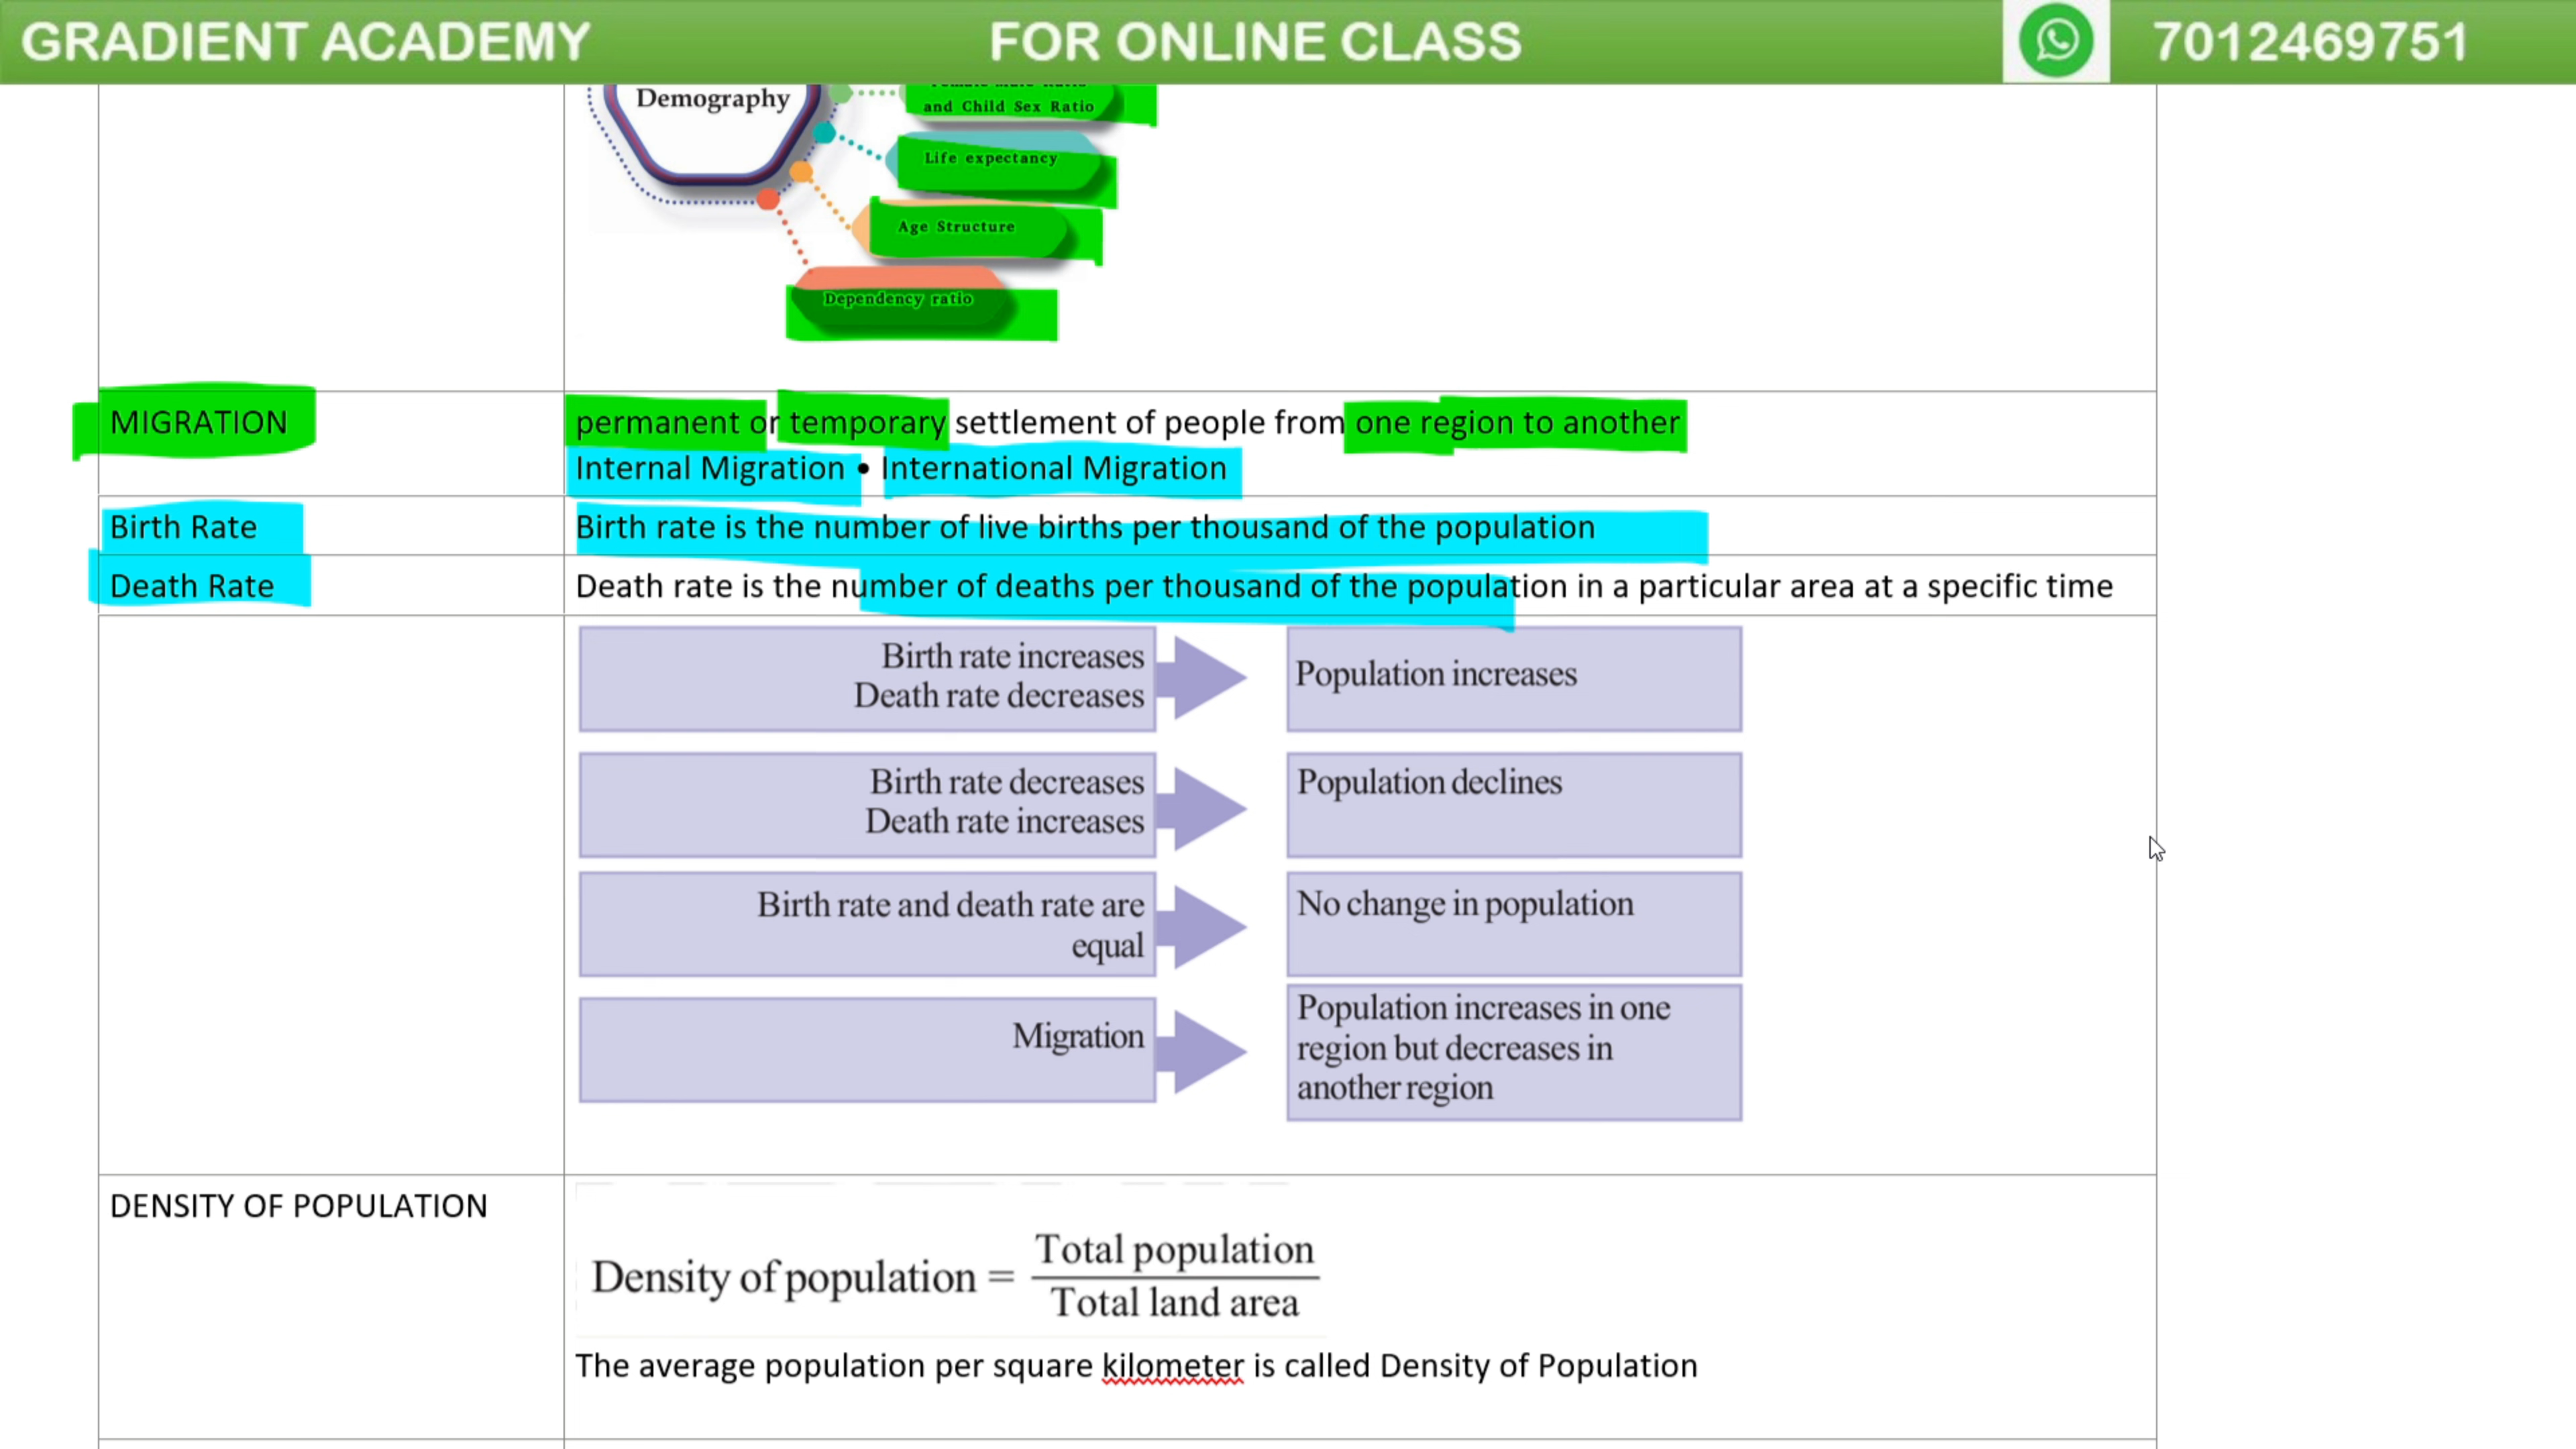 GRADIENT ACADEMY FOR ONLINE CLASS 7012469751
Demography
and Child Sex Ratio
Life expectancy
Age Structure
Dependency ratio
MIGRATION
permanent or temporary settlement of people from one region to another
Internal Migration • International Migration
Birth Rate
Birth rate is the number of live births per thousand of the population
Death Rate
Death rate is the number of deaths per thousand of the population in a particular area at a specific time
Birth rate increases
Death rate decreases
Population increases
Birth rate decreases
Death rate increases
Population declines
Birth rate and death rate are
equal
No change in population
Migration
Population increases in one
region but decreases in
another region
DENSITY OF POPULATION
Density of population =
Total population
Total land area
The average population per square kilometer is called Density of Population